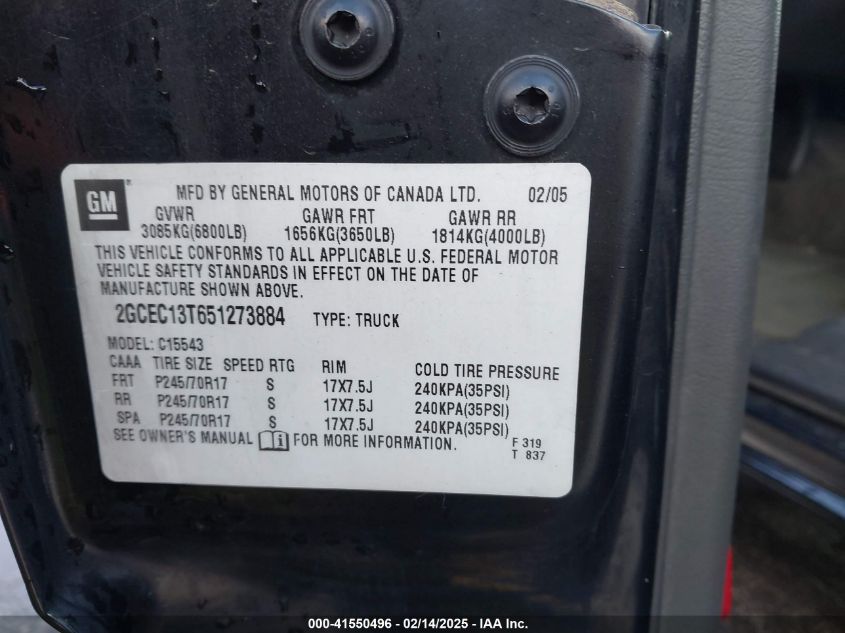 GM
MFD BY GENERAL MOTORS OF CANADA LTD. 02/05
GVWR GAWR FRT GAWR RR
3085KG(6800LB) 1656KG(3650LB) 1814KG(4000LB)
THIS VEHICLE CONFORMS TO ALL APPLICABLE U.S. FEDERAL MOTOR
VEHICLE SAFETY STANDARDS IN EFFECT ON THE DATE OF
MANUFACTURE SHOWN ABOVE.
2GCEC13T651273884 TYPE: TRUCK
MODEL: C15543
CAAA TIRE SIZE SPEED RTG RIM COLD TIRE PRESSURE
FRT P245/70R17 S 17X7.5J 240KPA(35PSI)
RR P245/70R17 S 17X7.5J 240KPA(35PSI)
SPA P245/70R17 S 17X7.5J 240KPA(35PSI)
SEE OWNER'S MANUAL i FOR MORE INFORMATION. F 319
T 837
000-41550496 - 02/14/2025 - IAA Inc.